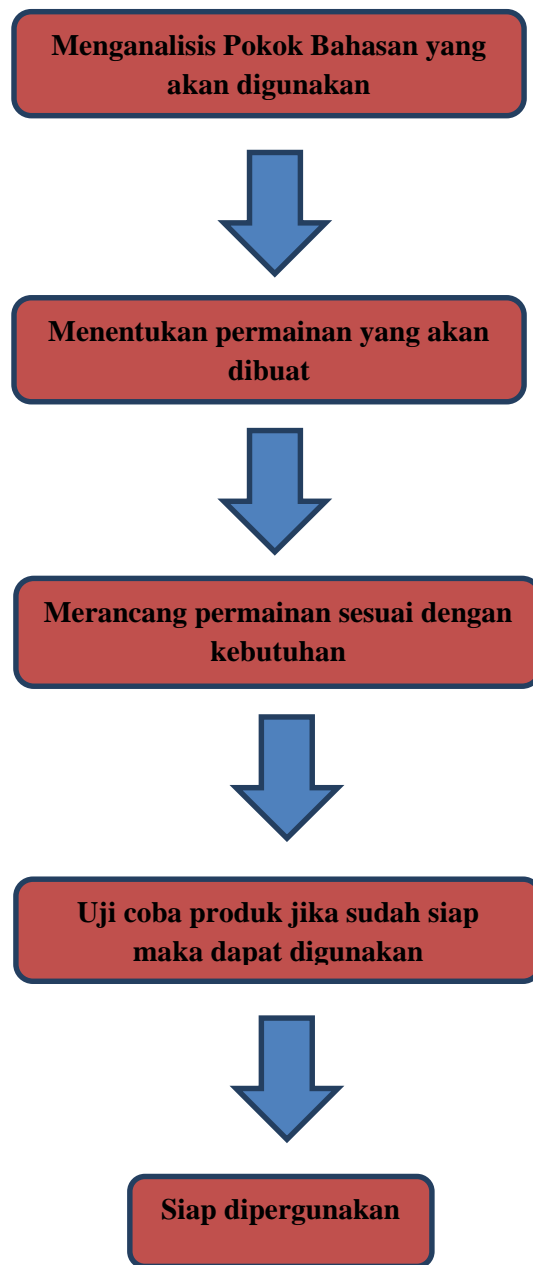 Menganalisis Pokok Bahasan yang
akan digunakan
Menentukan permainan yang akan
dibuat
Merancang permainan sesuai dengan
kebutuhan
Uji coba produk jika sudah siap
maka dapat digunakan
Siap dipergunakan